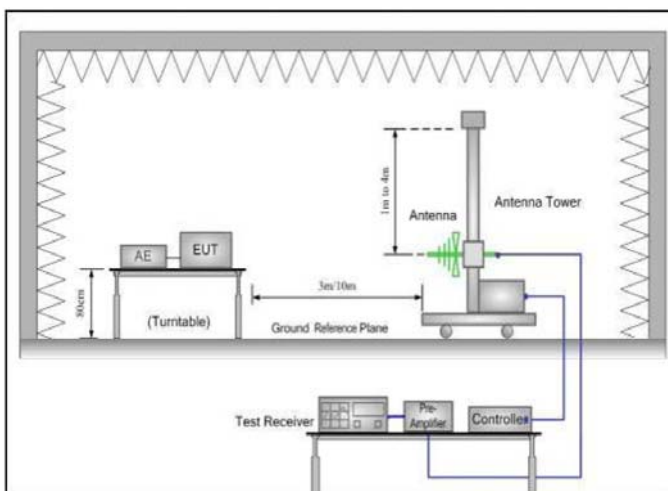 1m to 4m
Antenna
Antenna Tower
AE
EUT
80cm
(Turntable)
3m/10m
Ground Reference Plane
Test Receiver
Pre-
Amplifier
Controller